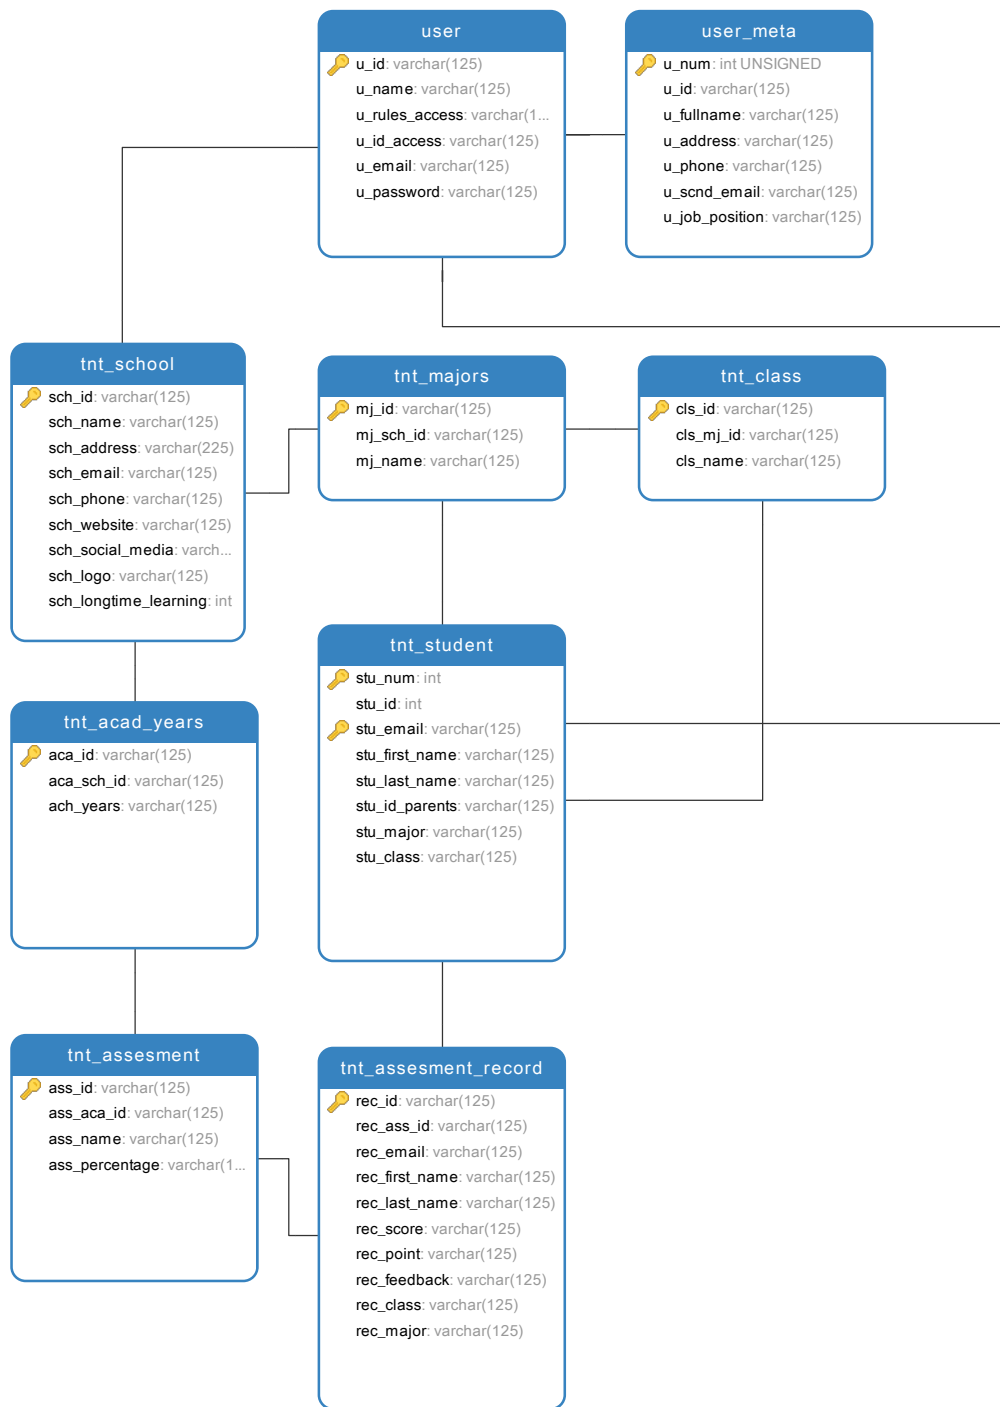 user
u_id: varchar(125)
u_name: varchar(125)
u_rules_access: varchar(1...
u_id_access: varchar(125)
u_email: varchar(125)
u_password: varchar(125)
user_meta
u_num: int UNSIGNED
u_id: varchar(125)
u_fullname: varchar(125)
u_address: varchar(125)
u_phone: varchar(125)
u_scnd_email: varchar(125)
u_job_position: varchar(125)
tnt_school
sch_id: varchar(125)
sch_name: varchar(125)
sch_address: varchar(225)
sch_email: varchar(125)
sch_phone: varchar(125)
sch_website: varchar(125)
sch_social_media: varch...
sch_logo: varchar(125)
sch_longtime_learning: int
tnt_majors
mj_id: varchar(125)
mj_sch_id: varchar(125)
mj_name: varchar(125)
tnt_class
cls_id: varchar(125)
cls_mj_id: varchar(125)
cls_name: varchar(125)
tnt_student
stu_num: int
stu_id: int
stu_email: varchar(125)
stu_first_name: varchar(125)
stu_last_name: varchar(125)
stu_id_parents: varchar(125)
stu_major: varchar(125)
stu_class: varchar(125)
tnt_acad_years
aca_id: varchar(125)
aca_sch_id: varchar(125)
ach_years: varchar(125)
tnt_assesment
ass_id: varchar(125)
ass_aca_id: varchar(125)
ass_name: varchar(125)
ass_percentage: varchar(1...
tnt_assesment_record
rec_id: varchar(125)
rec_ass_id: varchar(125)
rec_email: varchar(125)
rec_first_name: varchar(125)
rec_last_name: varchar(125)
rec_score: varchar(125)
rec_point: varchar(125)
rec_feedback: varchar(125)
rec_class: varchar(125)
rec_major: varchar(125)